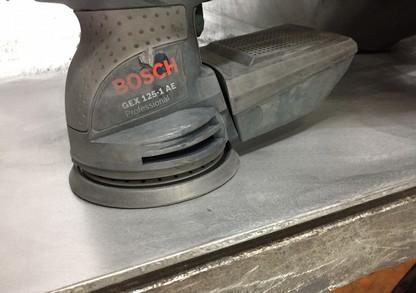 BOSCH
GEX 125-1 AE
Professional